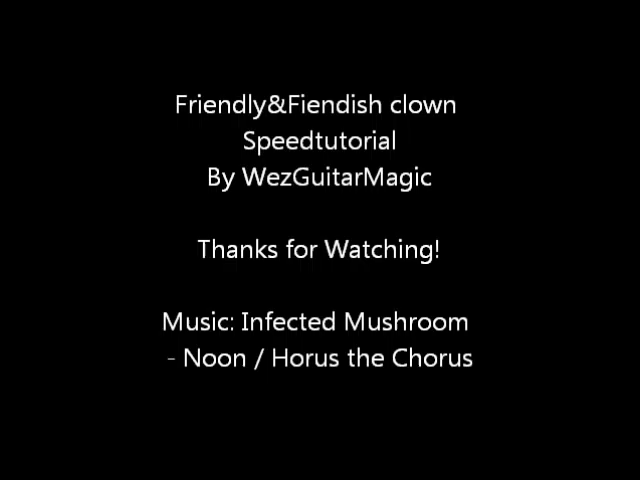 Friendly&Fiendish clown
Speedtutorial
By WezGuitarMagic
Thanks for Watching!
Music: Infected Mushroom
- Noon / Horus the Chorus